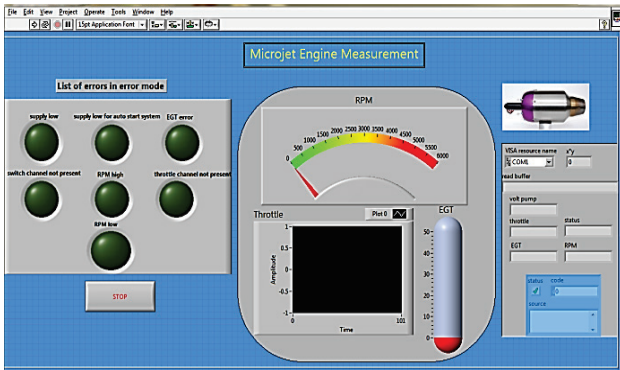 File Edit View Project Operate Tools Window Help
15pt Application Font
Microjet Engine Measurement
List of errors in error mode
supply low
supply low for auto start system
EGT error
switch channel not present
RPM high
throttle channel not present
RPM low
STOP
RPM
0 500 1000 1500 2000 2500 3000 3500 4000 4500 5000 5500 6000
Throttle
Plot 0
Amplitude
1
0.5
0
-0.5
-1
0
101
Time
EGT
50
40
30
20
10
0
VISA resource name
COM1
x*y
0
read buffer
volt pump
throttle
status
EGT
RPM
status
code
0
source